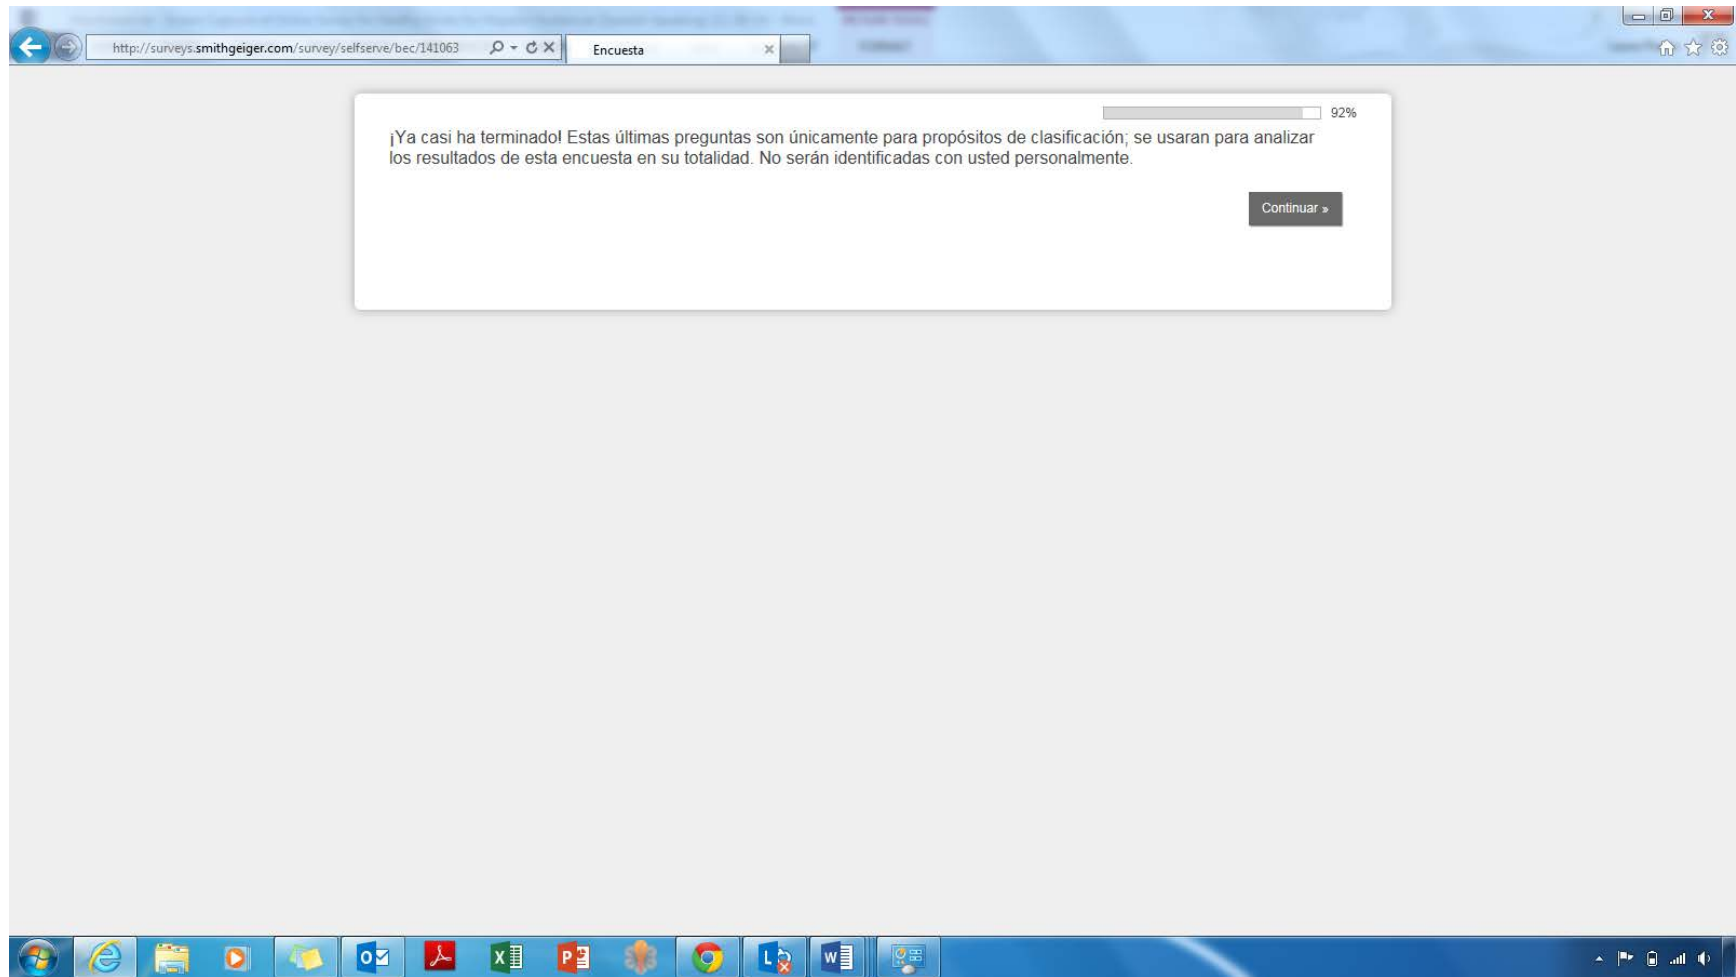 http://surveys.smithgeiger.com/survey/selfserve/bec/141063
Encuesta
92%
¡Ya casi ha terminado! Estas últimas preguntas son únicamente para propósitos de clasificación; se usaran para analizar
los resultados de esta encuesta en su totalidad. No serán identificadas con usted personalmente.
Continuar »